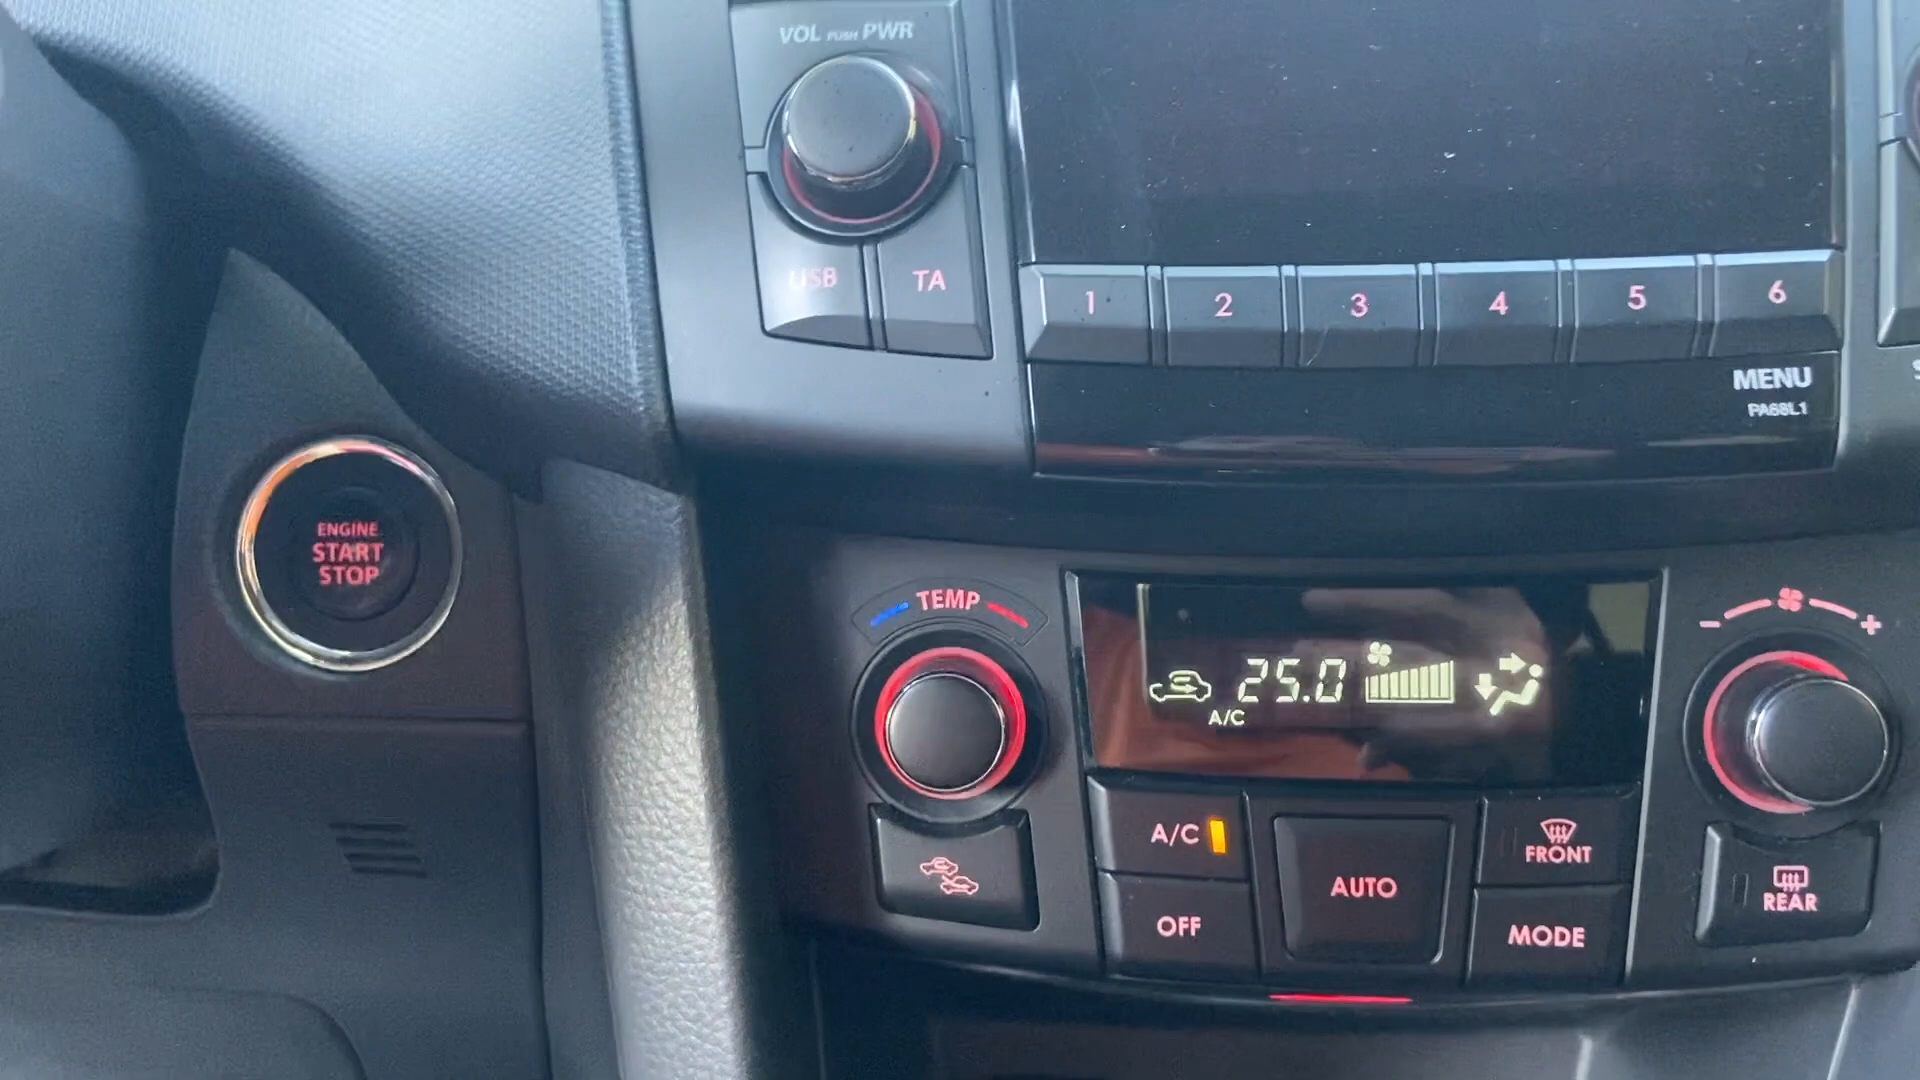 VOL PUSH PWR
USB TA
1 2 3 4 5 6
MENU
PA68L1
ENGINE
START
STOP
TEMP
- +
25.0
A/C
A/C
FRONT
AUTO
REAR
OFF
MODE